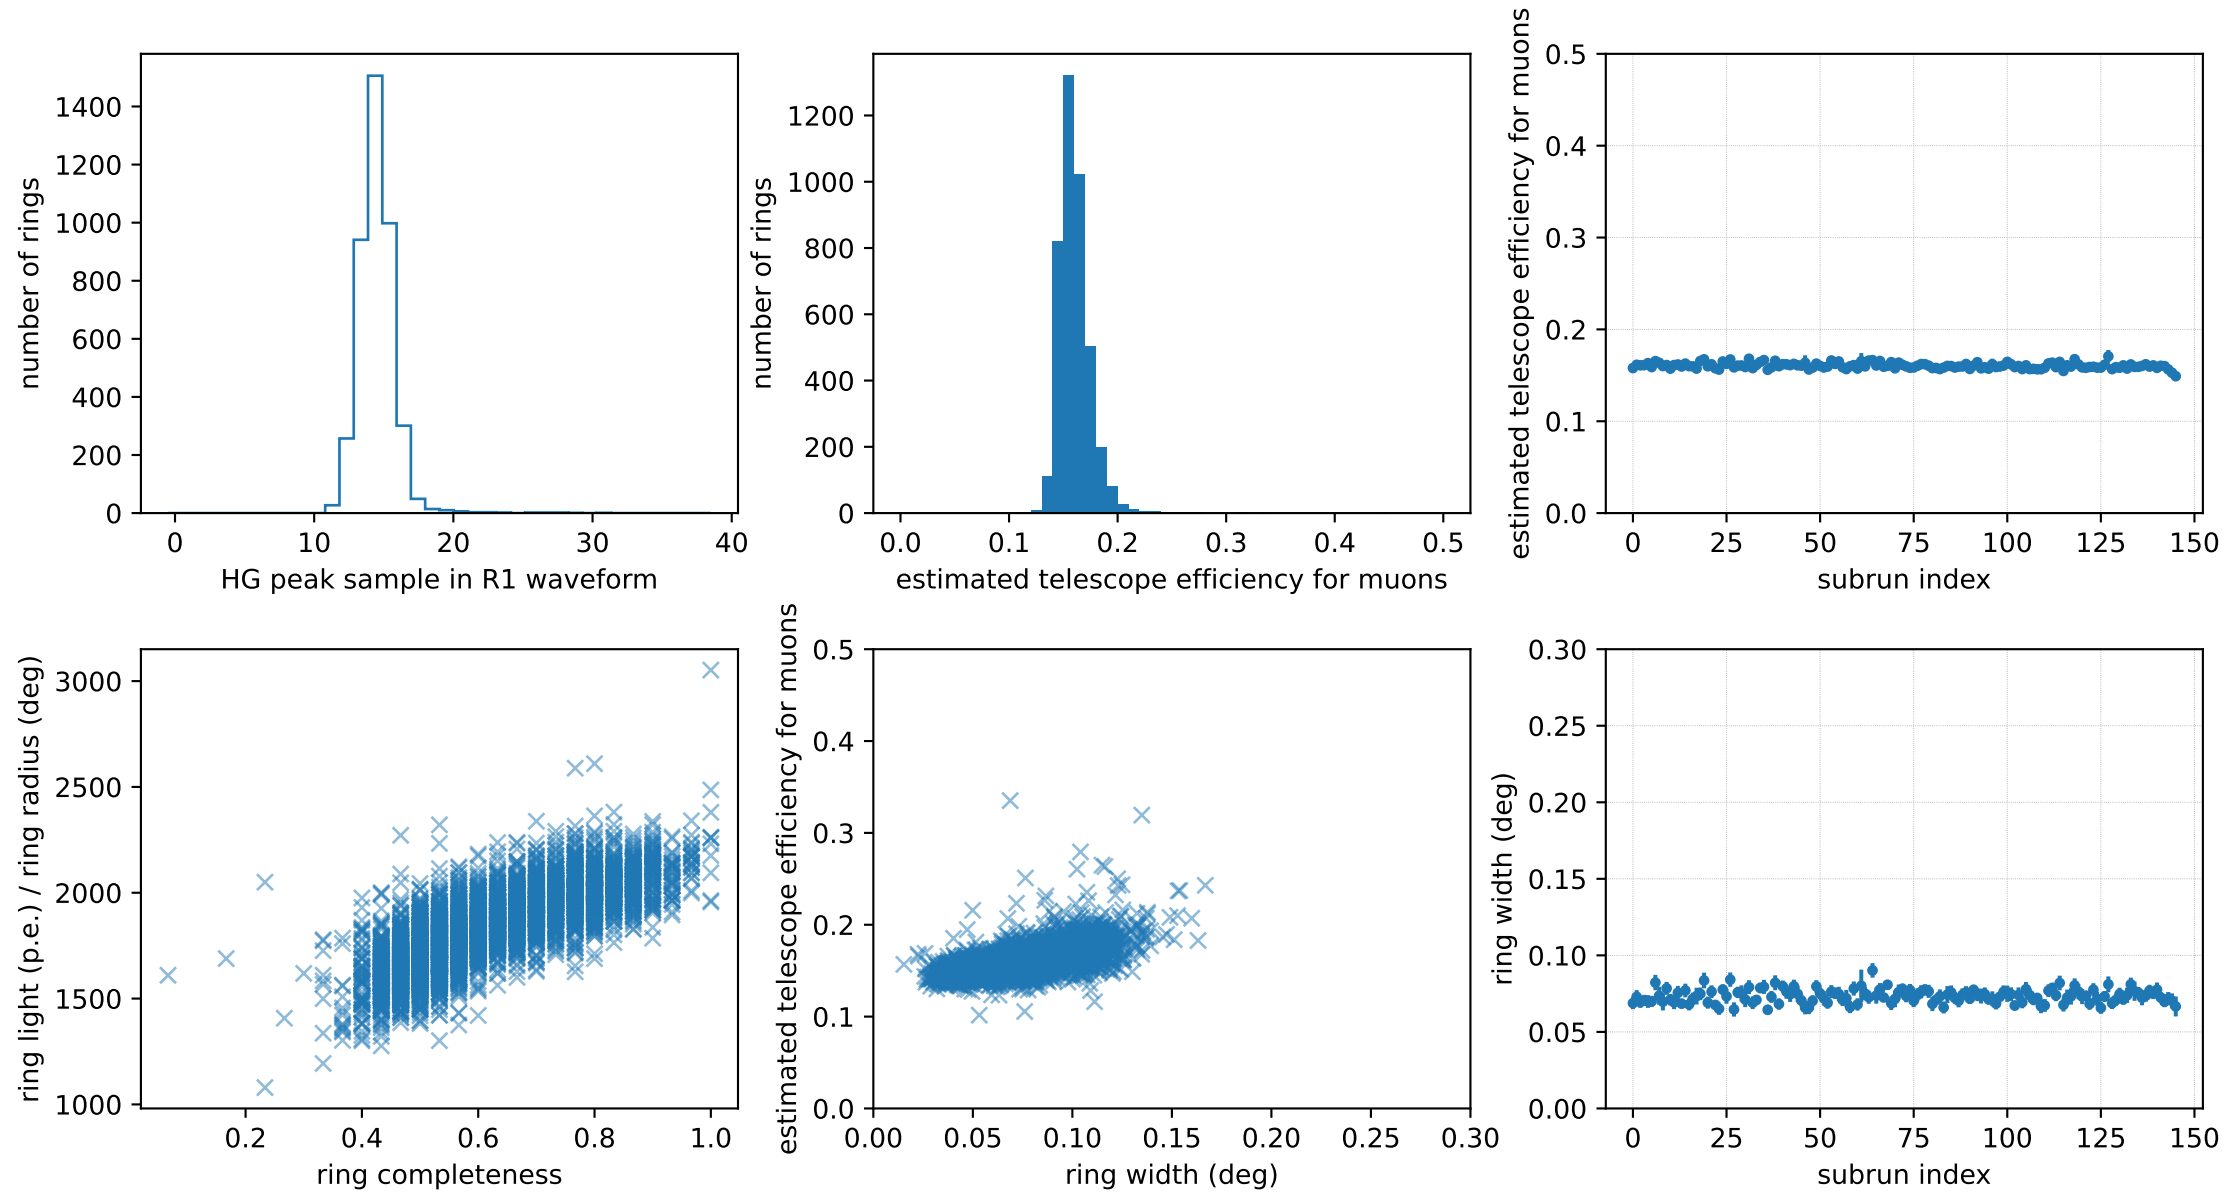 number of rings
1400
1200
1000
800
600
400
200
0
0 10 20 30 40
HG peak sample in R1 waveform
number of rings
1200
1000
800
600
400
200
0
0.0 0.1 0.2 0.3 0.4 0.5
estimated telescope efficiency for muons
estimated telescope efficiency for muons
0.5
0.4
0.3
0.2
0.1
0.0
0 25 50 75 100 125 150
subrun index
ring light (p.e.) / ring radius (deg)
3000
2500
2000
1500
1000
0.2 0.4 0.6 0.8 1.0
ring completeness
estimated telescope efficiency for muons
0.5
0.4
0.3
0.2
0.1
0.0
0.00 0.05 0.10 0.15 0.20 0.25 0.30
ring width (deg)
ring width (deg)
0.30
0.25
0.20
0.15
0.10
0.05
0.00
0 25 50 75 100 125 150
subrun index